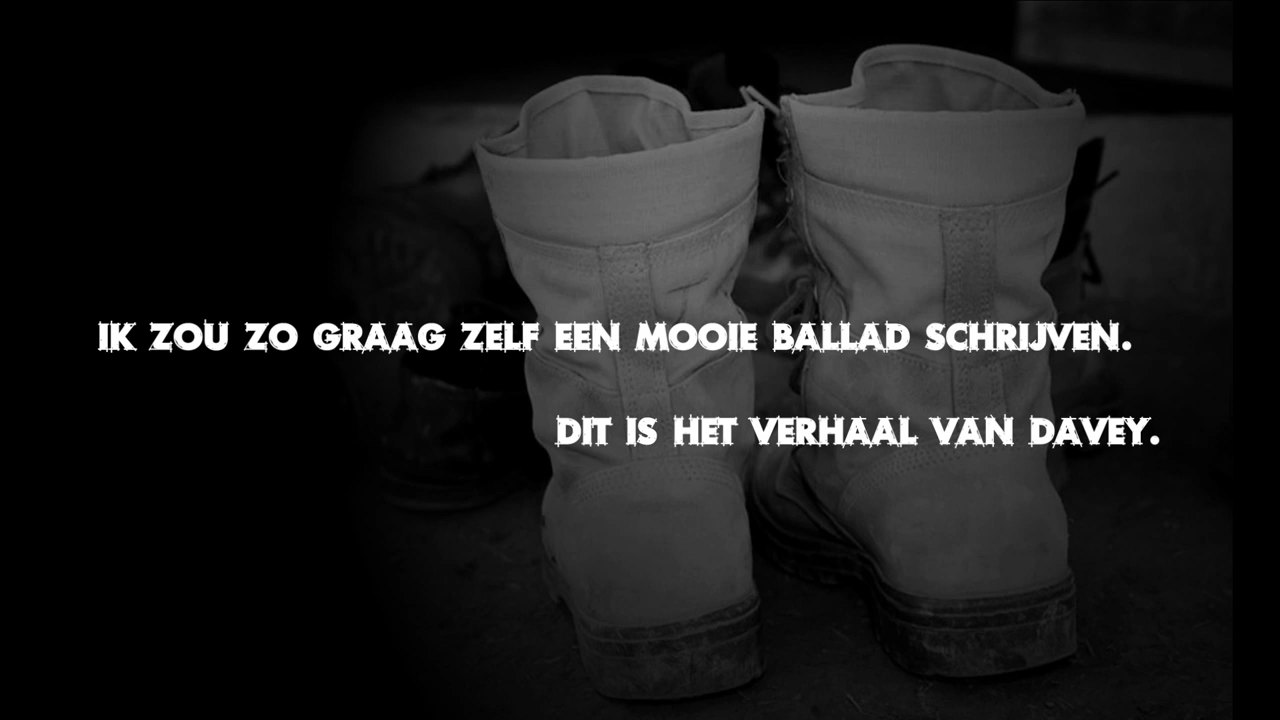 IK ZOU ZO GRAAG ZELF EEN MOOIE BALLAD SCHRIJVEN.
DIT IS HET VERHAAL VAN DAVEY.